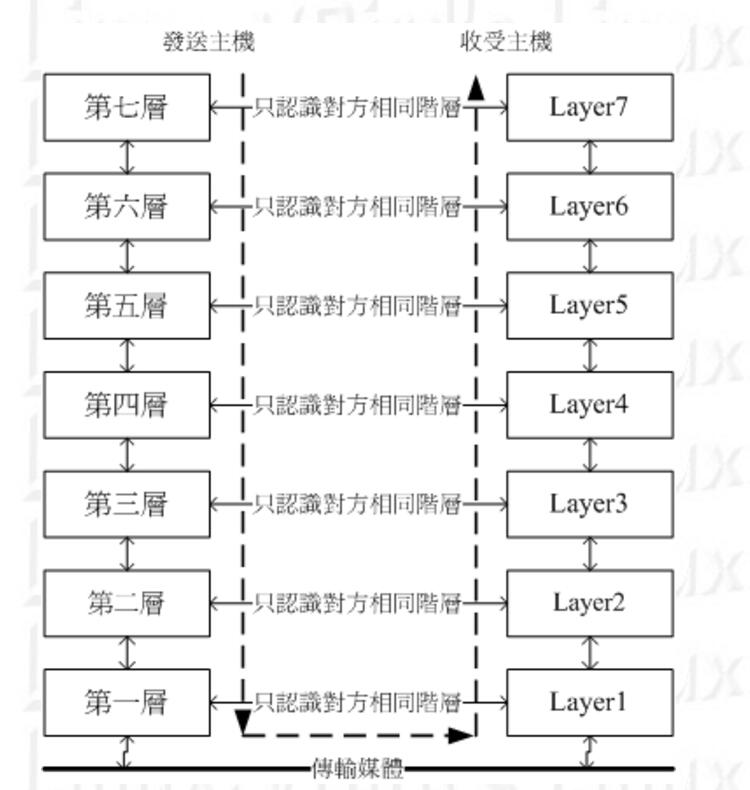 發送主機 收受主機
第七層 只認識對方相同階層 Layer7
第六層 只認識對方相同階層 Layer6
第五層 只認識對方相同階層 Layer5
第四層 只認識對方相同階層 Layer4
第三層 只認識對方相同階層 Layer3
第二層 只認識對方相同階層 Layer2
第一層 只認識對方相同階層 Layer1
傳輸媒體